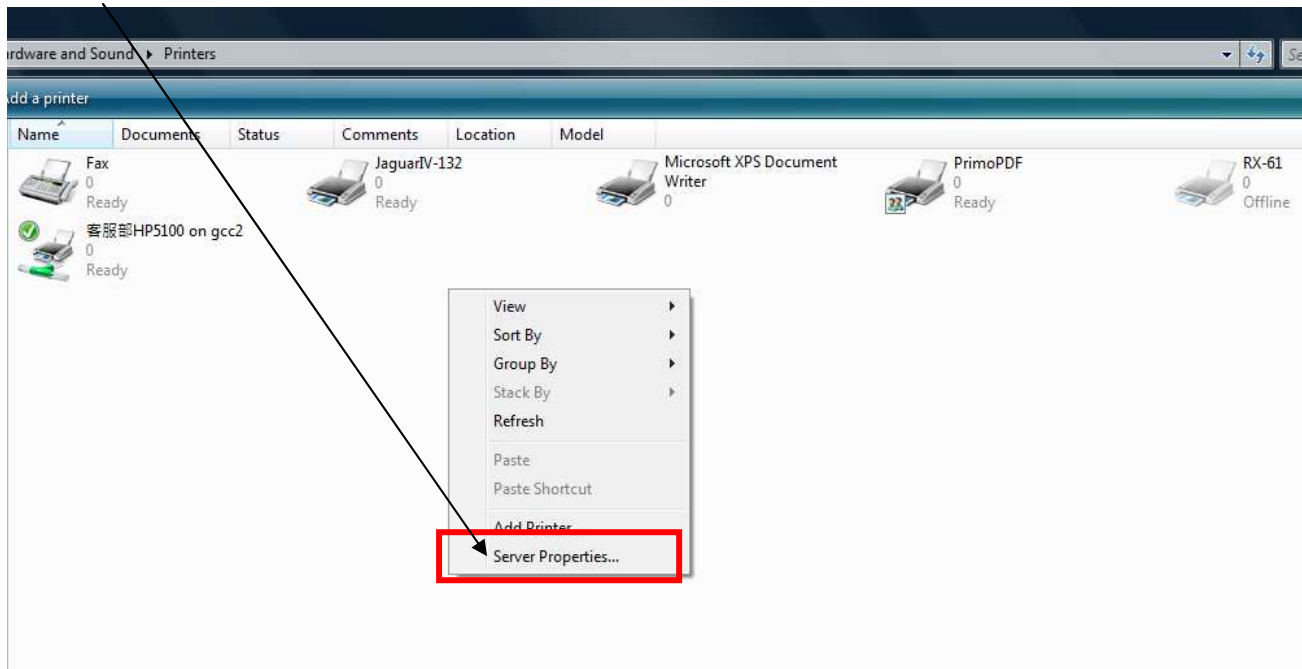 Hardware and Sound ▸ Printers
Add a printer
Name Documents Status Comments Location Model
Fax
0
Ready
JaguarIV-132
0
Ready
Microsoft XPS Document
Writer
0
PrimoPDF
0
Ready
RX-61
0
Offline
客服部HP5100 on gcc2
0
Ready
View
Sort By
Group By
Stack By
Refresh
Paste
Paste Shortcut
Add Printer...
Server Properties...